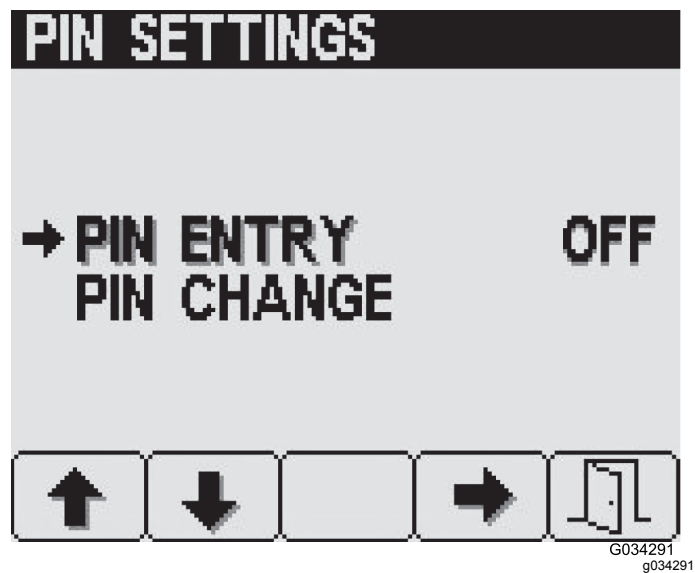 PIN SETTINGS
PIN ENTRY OFF
PIN CHANGE
G034291
g034291